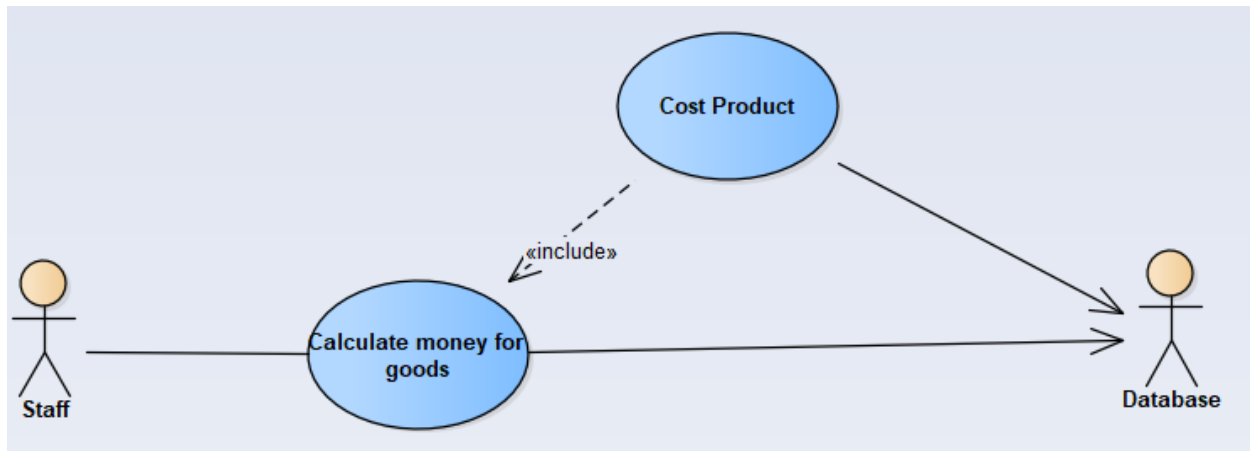 Cost Product
«include»
Calculate money for
goods
Staff
Database